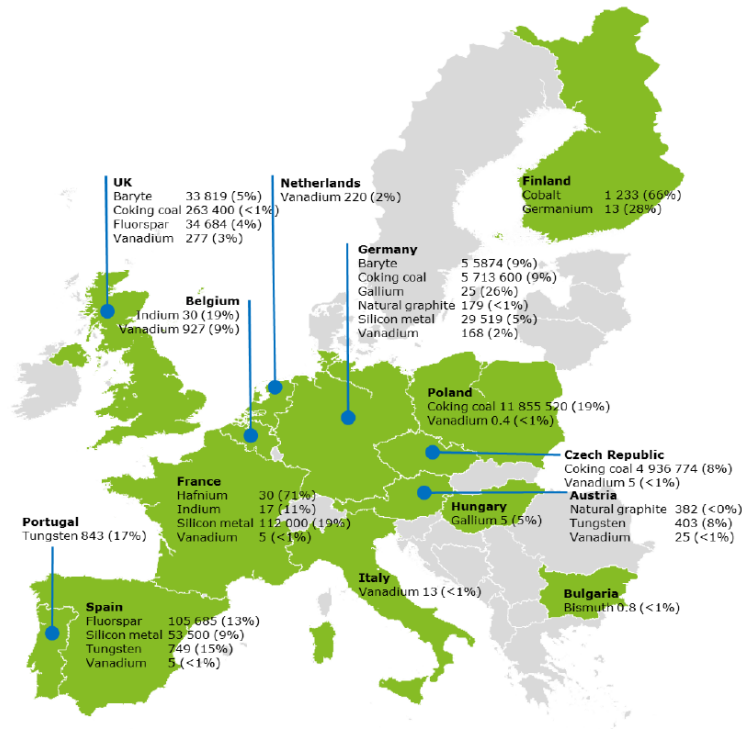 UK
Baryte 33 819 (5%)
Coking coal 263 400 (<1%)
Fluorspar 34 684 (4%)
Vanadium 277 (3%)
Netherlands
Vanadium 220 (2%)
Finland
Cobalt 1 233 (66%)
Germanium 13 (28%)
Germany
Baryte 5 5874 (9%)
Coking coal 5 713 600 (9%)
Gallium 25 (26%)
Natural graphite 179 (<1%)
Silicon metal 29 519 (5%)
Vanadium 168 (2%)
Belgium
Indium 30 (19%)
Vanadium 927 (9%)
Poland
Coking coal 11 855 520 (19%)
Vanadium 0.4 (<1%)
Czech Republic
Coking coal 4 936 774 (8%)
Vanadium 5 (<1%)
France
Hafnium 30 (71%)
Indium 17 (11%)
Silicon metal 112 000 (19%)
Vanadium 5 (<1%)
Austria
Natural graphite 382 (<0%)
Tungsten 403 (8%)
Vanadium 25 (<1%)
Hungary
Gallium 5 (5%)
Portugal
Tungsten 843 (17%)
Italy
Vanadium 13 (<1%)
Bulgaria
Bismuth 0.8 (<1%)
Spain
Fluorspar 105 685 (13%)
Silicon metal 53 500 (9%)
Tungsten 749 (15%)
Vanadium 5 (<1%)